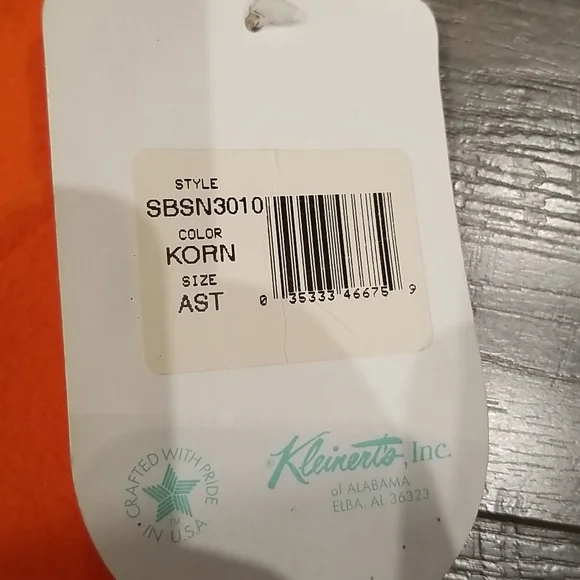 STYLE
SBSN3010
COLOR
KORN
SIZE
AST
0 35333 46675 9
CRAFTED WITH PRIDE
IN U.S.A.
TM
®Kleinert's, Inc.
of ALABAMA
ELBA, AL 36323